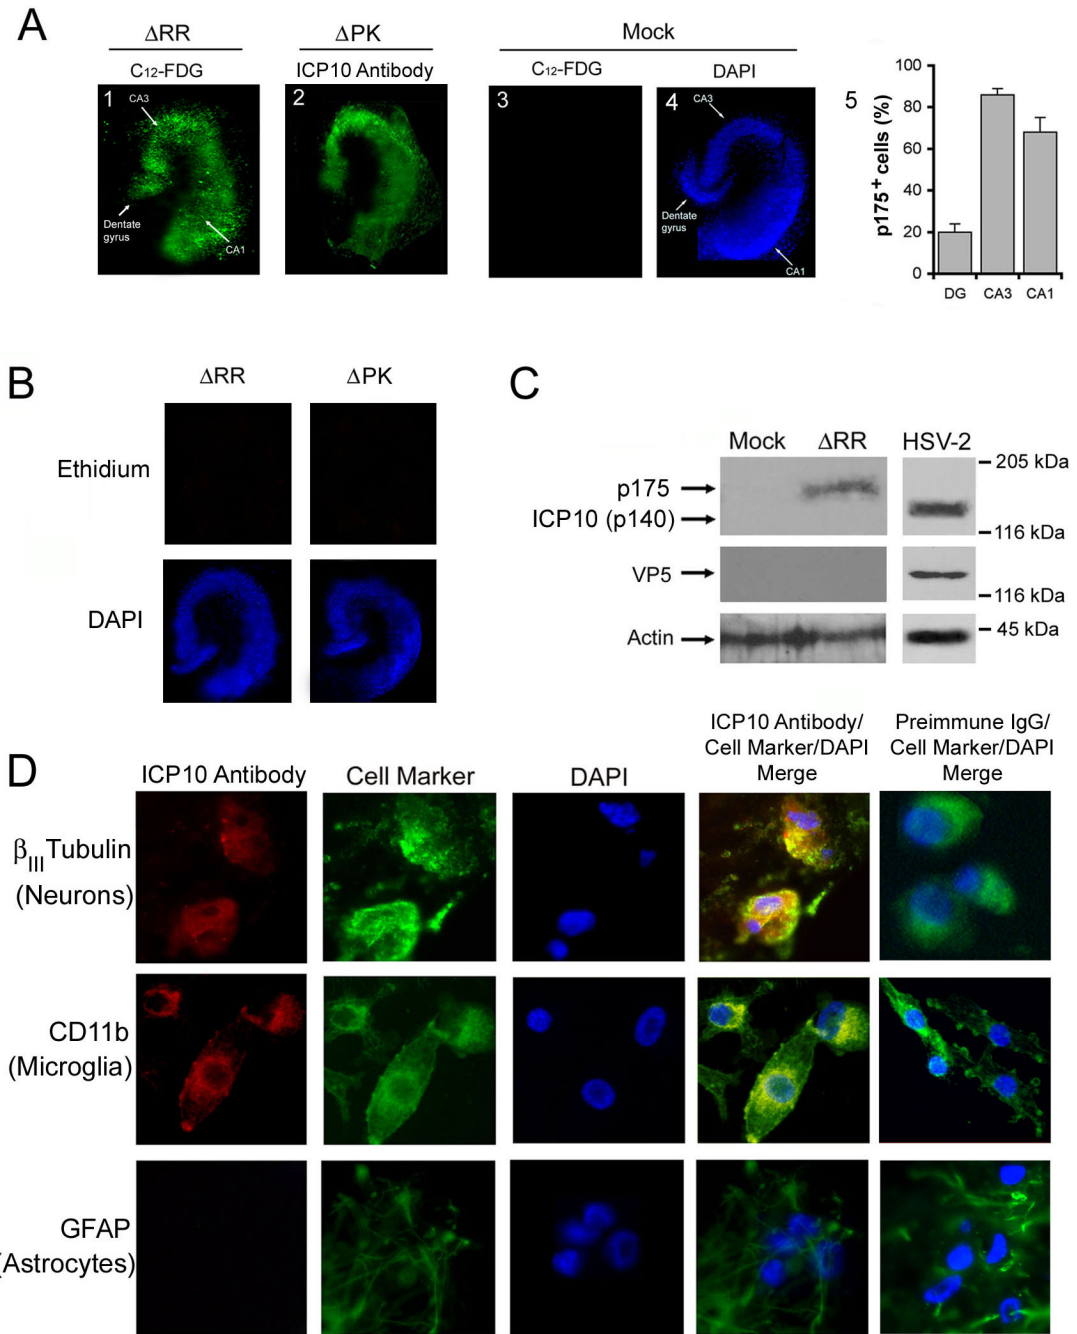 A
ΔRR
ΔPK
Mock
C₁₂-FDG
ICP10 Antibody
C₁₂-FDG
DAPI
1
CA3
Dentate
gyrus
CA1
2
3
4
CA3
Dentate
gyrus
CA1
5
p175⁺ cells (%)
100
80
60
40
20
0
DG CA3 CA1
B
ΔRR
ΔPK
Ethidium
DAPI
C
Mock ΔRR HSV-2
205 kDa
p175
ICP10 (p140)
116 kDa
VP5
116 kDa
45 kDa
Actin
D
ICP10 Antibody
Cell Marker
DAPI
ICP10 Antibody/
Cell Marker/DAPI
Merge
Preimmune IgG/
Cell Marker/DAPI
Merge
βIII Tubulin
(Neurons)
CD11b
(Microglia)
GFAP
(Astrocytes)